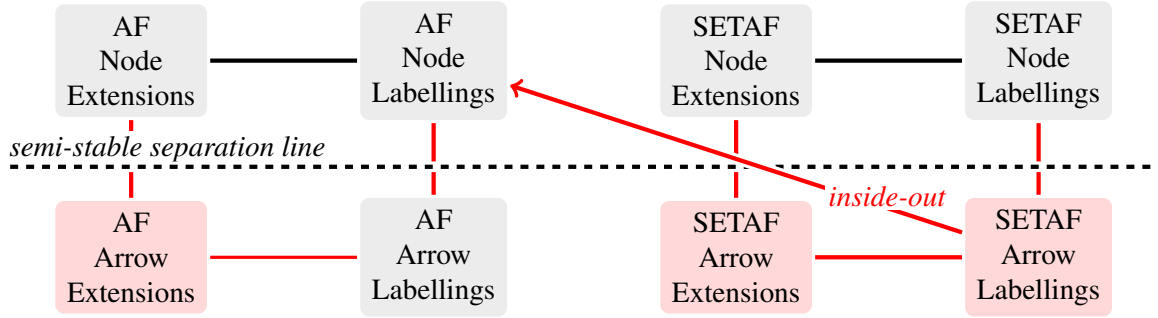 AF
Node
Extensions
AF
Node
Labellings
SETAF
Node
Extensions
SETAF
Node
Labellings
semi-stable separation line
inside-out
AF
Arrow
Extensions
AF
Arrow
Labellings
SETAF
Arrow
Extensions
SETAF
Arrow
Labellings